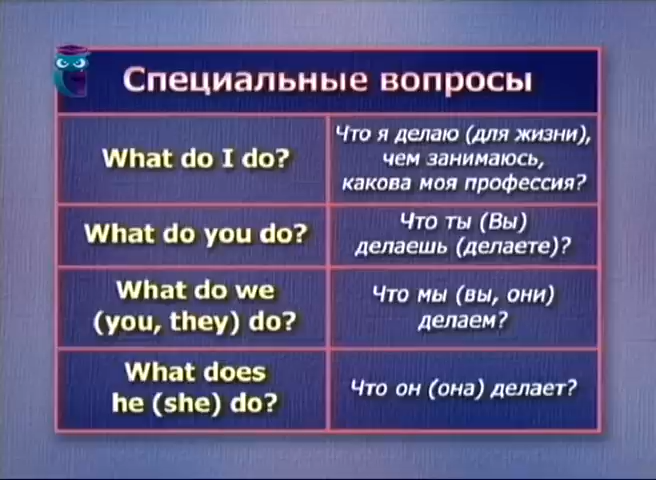 Специальные вопросы
What do I do?
Что я делаю (для жизни),
чем занимаюсь,
какова моя профессия?
What do you do?
Что ты (Вы)
делаешь (делаете)?
What do we
(you, they) do?
Что мы (вы, они)
делаем?
What does
he (she) do?
Что он (она) делает?